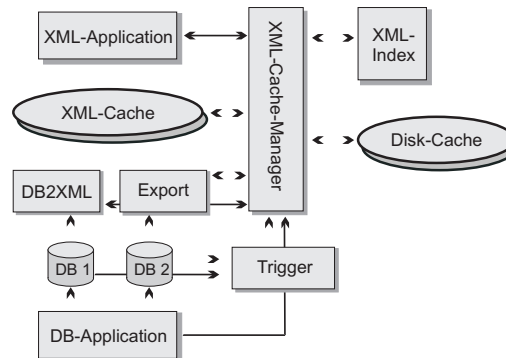 XML-Application
XML-Cache-Manager
XML-
Index
XML-Cache
Disk-Cache
DB2XML
Export
DB 1
DB 2
Trigger
DB-Application